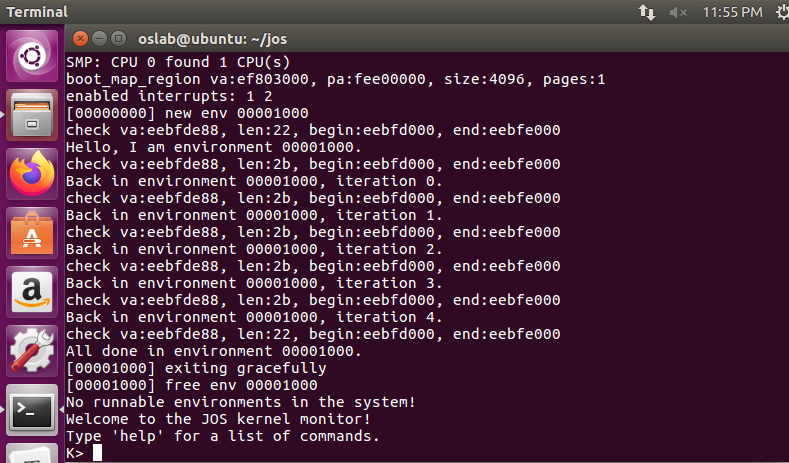 Terminal
11:55 PM
oslab@ubuntu: ~/jos
SMP: CPU 0 found 1 CPU(s)
boot_map_region va:ef803000, pa:fee00000, size:4096, pages:1
enabled interrupts: 1 2
[00000000] new env 00001000
check va:eebfde88, len:22, begin:eebfd000, end:eebfe000
Hello, I am environment 00001000.
check va:eebfde88, len:2b, begin:eebfd000, end:eebfe000
Back in environment 00001000, iteration 0.
check va:eebfde88, len:2b, begin:eebfd000, end:eebfe000
Back in environment 00001000, iteration 1.
check va:eebfde88, len:2b, begin:eebfd000, end:eebfe000
Back in environment 00001000, iteration 2.
check va:eebfde88, len:2b, begin:eebfd000, end:eebfe000
Back in environment 00001000, iteration 3.
check va:eebfde88, len:2b, begin:eebfd000, end:eebfe000
Back in environment 00001000, iteration 4.
check va:eebfde88, len:22, begin:eebfd000, end:eebfe000
All done in environment 00001000.
[00001000] exiting gracefully
[00001000] free env 00001000
No runnable environments in the system!
Welcome to the JOS kernel monitor!
Type 'help' for a list of commands.
K>